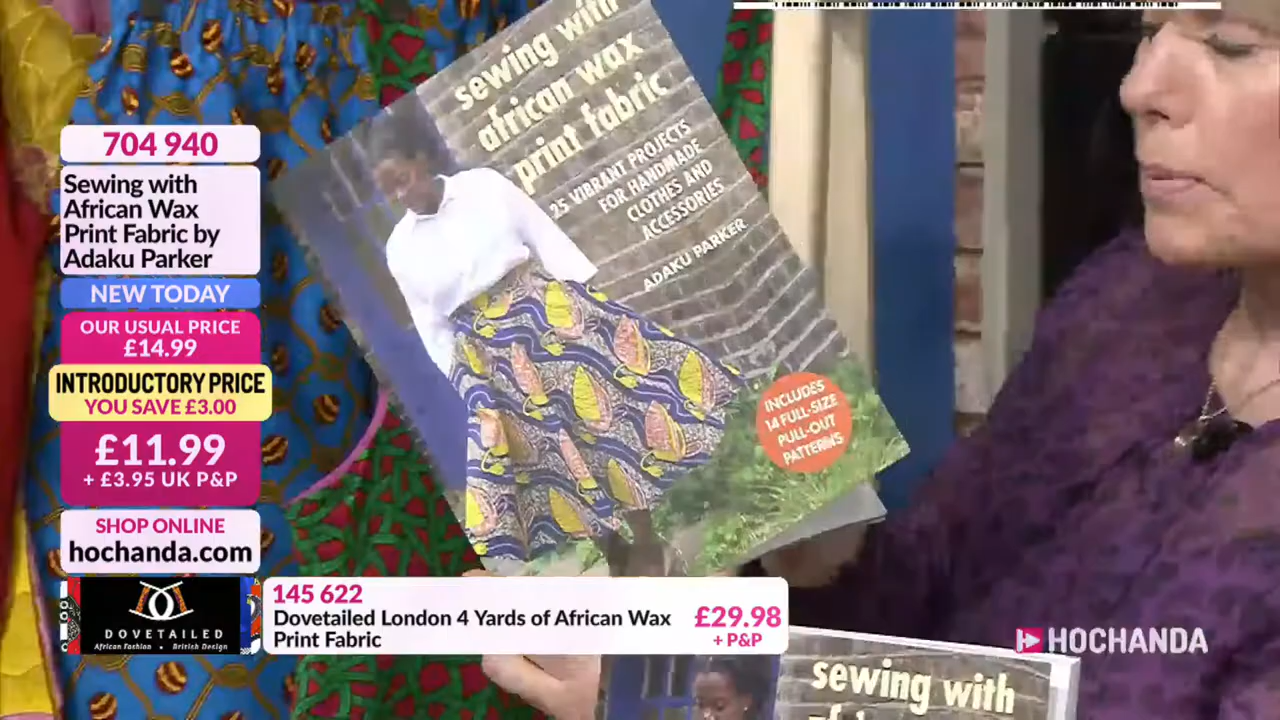 704 940
Sewing with
African Wax
Print Fabric by
Adaku Parker
NEW TODAY
OUR USUAL PRICE
£14.99
INTRODUCTORY PRICE
YOU SAVE £3.00
£11.99
+ £3.95 UK P&P
SHOP ONLINE
hochanda.com
DOVETAILED
African Fashion • British Design
145 622
Dovetailed London 4 Yards of African Wax
Print Fabric
£29.98
+ P&P
sewing with
african wax
print fabric
25 VIBRANT PROJECTS
FOR HANDMADE
CLOTHES AND
ACCESSORIES
ADAKU PARKER
INCLUDES
14 FULL-SIZE
PULL-OUT
PATTERNS
HOCHANDA
sewing with